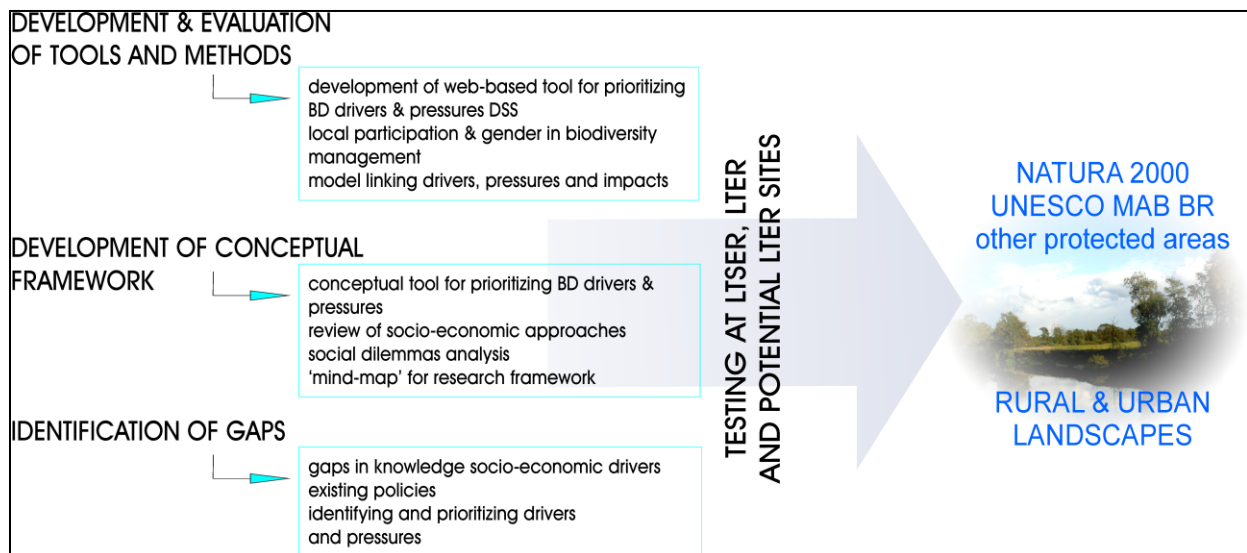 DEVELOPMENT & EVALUATION
OF TOOLS AND METHODS
development of web-based tool for prioritizing
BD drivers & pressures DSS
local participation & gender in biodiversity
management
model linking drivers, pressures and impacts
DEVELOPMENT OF CONCEPTUAL
FRAMEWORK
conceptual tool for prioritizing BD drivers &
pressures
review of socio-economic approaches
social dilemmas analysis
‘mind-map’ for research framework
IDENTIFICATION OF GAPS
gaps in knowledge socio-economic drivers
existing policies
identifying and prioritizing drivers
and pressures
TESTING AT LTSER, LTER
AND POTENTIAL LTER SITES
NATURA 2000
UNESCO MAB BR
other protected areas
RURAL & URBAN
LANDSCAPES